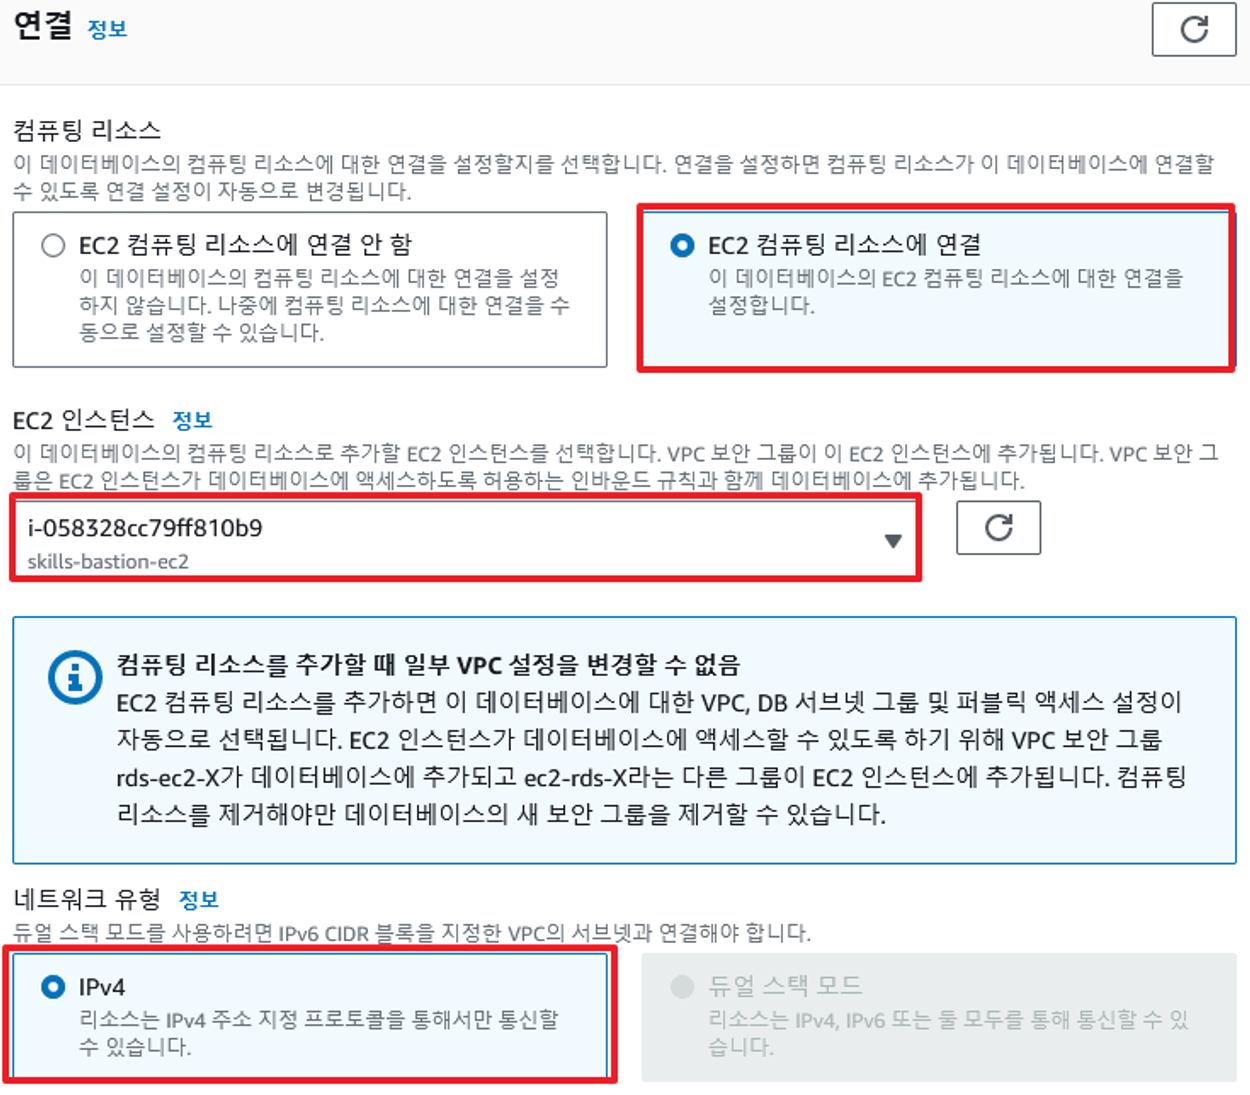 연결 정보
컴퓨팅 리소스
이 데이터베이스의 컴퓨팅 리소스에 대한 연결을 설정할지를 선택합니다. 연결을 설정하면 컴퓨팅 리소스가 이 데이터베이스에 연결할
수 있도록 연결 설정이 자동으로 변경됩니다.
EC2 컴퓨팅 리소스에 연결 안 함
이 데이터베이스의 컴퓨팅 리소스에 대한 연결을 설정
하지 않습니다. 나중에 컴퓨팅 리소스에 대한 연결을 수
동으로 설정할 수 있습니다.
EC2 컴퓨팅 리소스에 연결
이 데이터베이스의 EC2 컴퓨팅 리소스에 대한 연결을
설정합니다.
EC2 인스턴스 정보
이 데이터베이스의 컴퓨팅 리소스로 추가할 EC2 인스턴스를 선택합니다. VPC 보안 그룹이 이 EC2 인스턴스에 추가됩니다. VPC 보안 그
룹은 EC2 인스턴스가 데이터베이스에 액세스하도록 허용하는 인바운드 규칙과 함께 데이터베이스에 추가됩니다.
i-058328cc79ff810b9
skills-bastion-ec2
컴퓨팅 리소스를 추가할 때 일부 VPC 설정을 변경할 수 없음
EC2 컴퓨팅 리소스를 추가하면 이 데이터베이스에 대한 VPC, DB 서브넷 그룹 및 퍼블릭 액세스 설정이
자동으로 선택됩니다. EC2 인스턴스가 데이터베이스에 액세스할 수 있도록 하기 위해 VPC 보안 그룹
rds-ec2-X가 데이터베이스에 추가되고 ec2-rds-X라는 다른 그룹이 EC2 인스턴스에 추가됩니다. 컴퓨팅
리소스를 제거해야만 데이터베이스의 새 보안 그룹을 제거할 수 있습니다.
네트워크 유형 정보
듀얼 스택 모드를 사용하려면 IPv6 CIDR 블록을 지정한 VPC의 서브넷과 연결해야 합니다.
IPv4
리소스는 IPv4 주소 지정 프로토콜을 통해서만 통신할
수 있습니다.
듀얼 스택 모드
리소스는 IPv4, IPv6 또는 둘 모두를 통해 통신할 수 있
습니다.